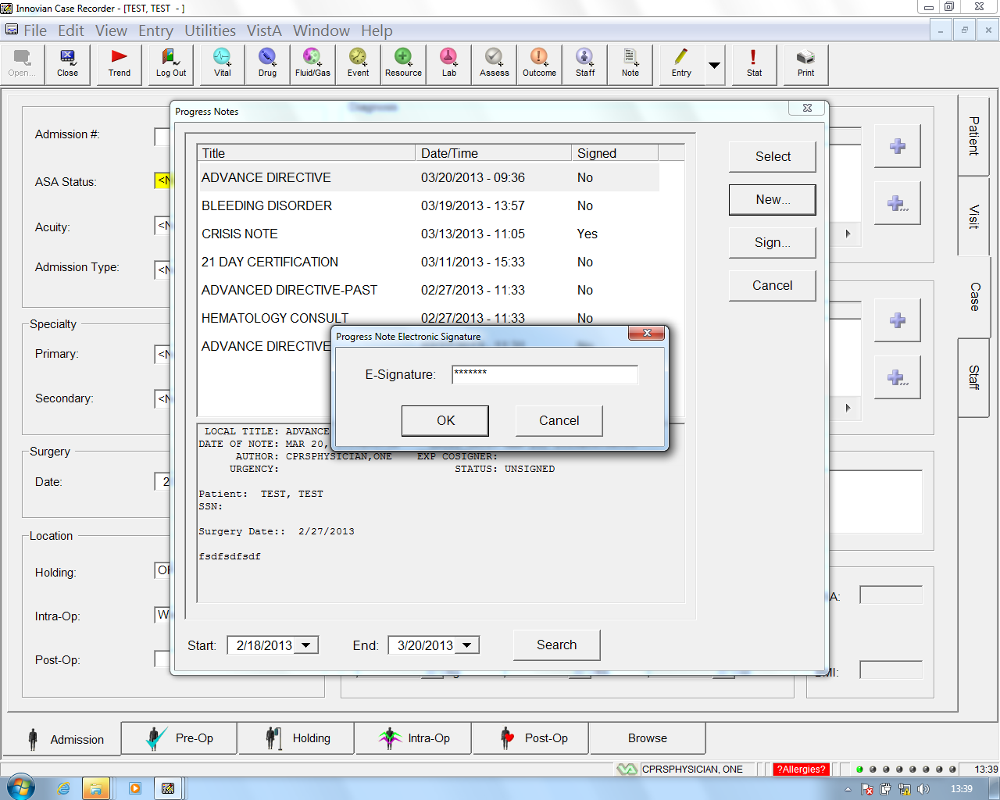 Innovian Case Recorder - [TEST, TEST  - ]
File Edit View Entry Utilities VistA Window Help
Open... Close Trend Log Out Vital Drug Fluid/Gas Event Resource Lab Assess Outcome Staff Note Entry Stat Print
Diagnosis
Progress Notes
Admission #:
ASA Status:
Acuity:
Admission Type:
Specialty
Primary:
Secondary:
Surgery
Date:
Location
Holding:
Intra-Op:
Post-Op:
Title Date/Time Signed
ADVANCE DIRECTIVE 03/20/2013 - 09:36 No
BLEEDING DISORDER 03/19/2013 - 13:57 No
CRISIS NOTE 03/13/2013 - 11:05 Yes
21 DAY CERTIFICATION 03/11/2013 - 15:33 No
ADVANCED DIRECTIVE-PAST 02/27/2013 - 11:33 No
HEMATOLOGY CONSULT 02/27/2013 - 11:33 No
ADVANCE DIRECTIVE
Select
New...
Sign...
Cancel
Progress Note Electronic Signature
E-Signature: *******
OK Cancel
LOCAL TITLE: ADVANCE
DATE OF NOTE: MAR 20,
AUTHOR: CPRSPHYSICIAN,ONE EXP COSIGNER:
URGENCY: STATUS: UNSIGNED
Patient: TEST, TEST
SSN:
Surgery Date:: 2/27/2013
fsdfsdfsdf
Start: 2/18/2013 End: 3/20/2013 Search
Patient
Visit
Case
Staff
Admission Pre-Op Holding Intra-Op Post-Op Browse
CPRSPHYSICIAN, ONE ?Allergies? 13:39
13:39